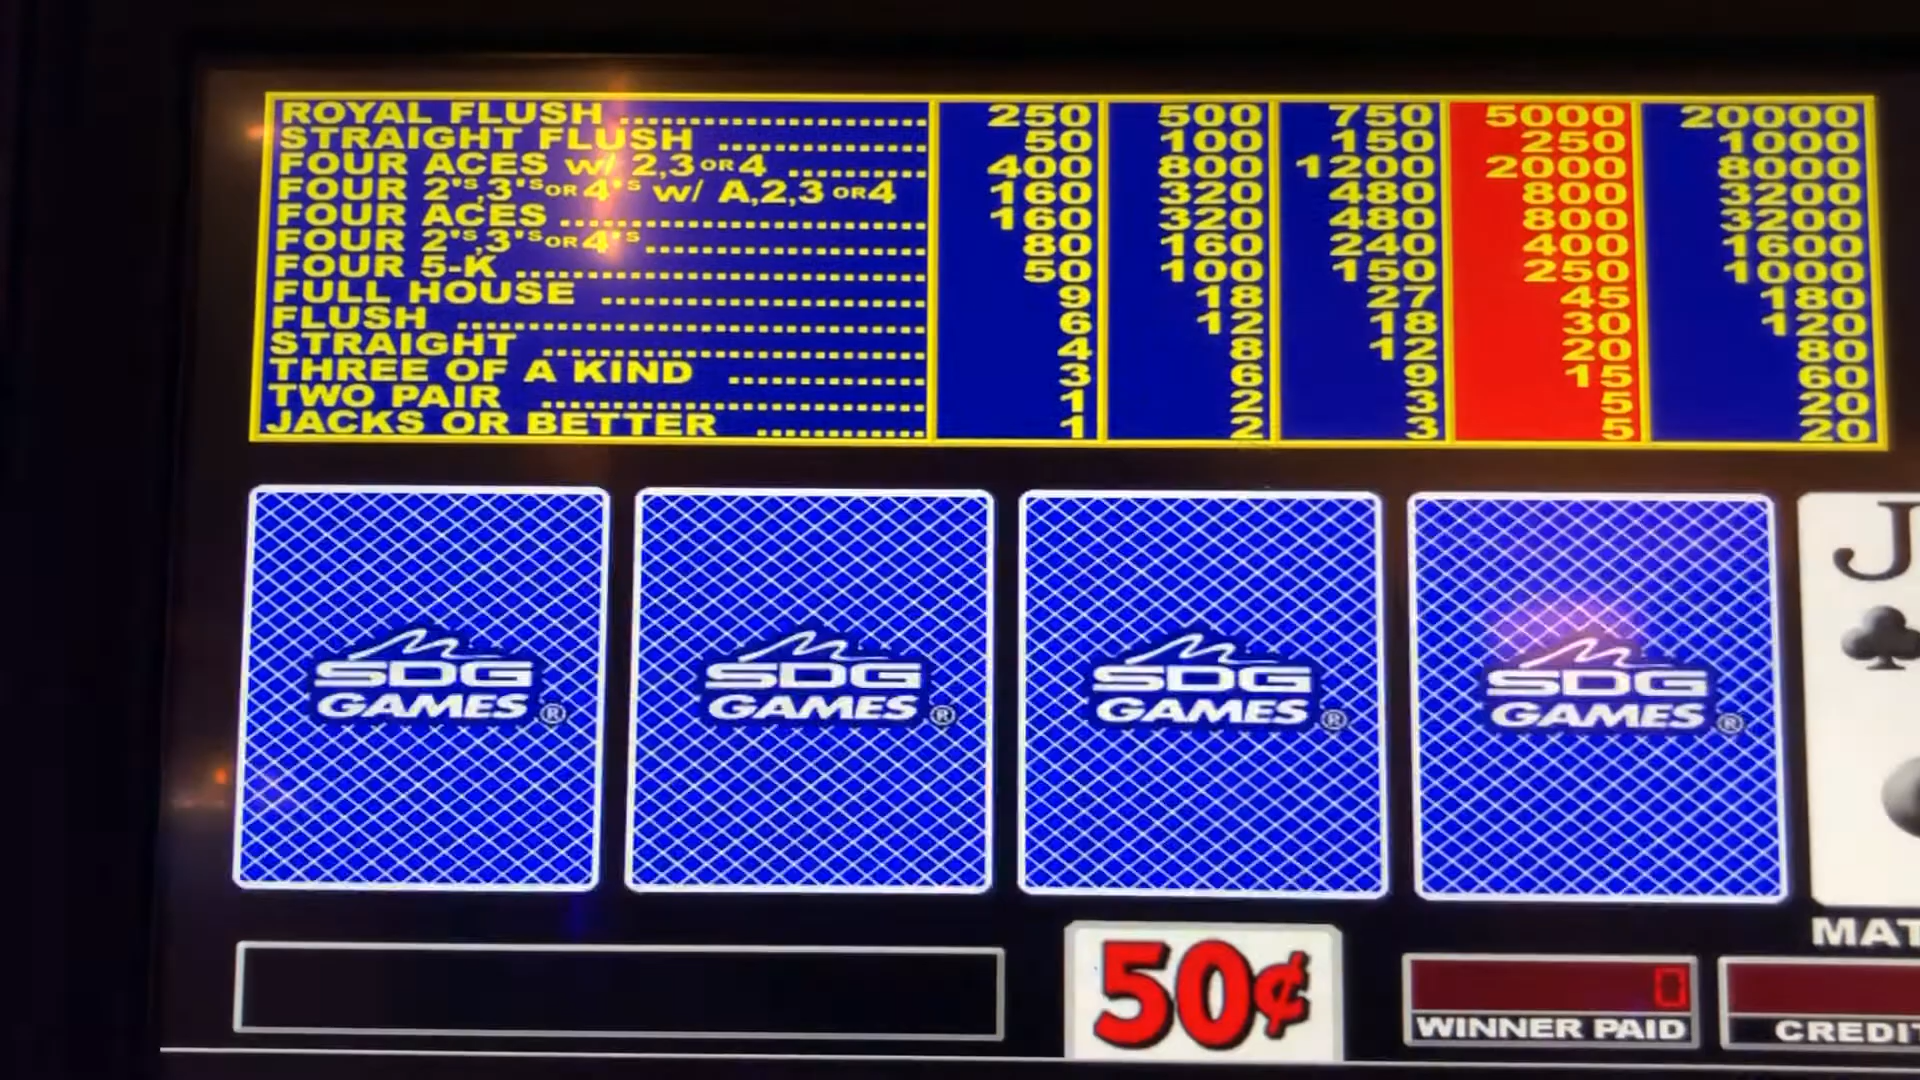 ROYAL FLUSH ........................ 250 500 750 5000 20000
STRAIGHT FLUSH ................ 50 100 150 250 1000
FOUR ACES w/ 2,3 OR 4 ........... 400 800 1200 2000 8000
FOUR 2'S,3'S OR 4'S w/ A,2,3 OR 4 160 320 480 800 3200
FOUR ACES ............................. 160 320 480 800 3200
FOUR 2'S,3'S OR 4'S...................... 80 160 240 400 1600
FOUR 5-K ................................. 50 100 150 250 1000
FULL HOUSE ......................... 9 18 27 45 180
FLUSH ..................................... 6 12 18 30 120
STRAIGHT .............................. 4 8 12 20 80
THREE OF A KIND ............... 3 6 9 15 60
TWO PAIR .............................. 1 2 3 5 20
JACKS OR BETTER ............. 1 2 3 5 20
J
SDG
GAMES®
SDG
GAMES®
SDG
GAMES®
SDG
GAMES®
MAT
50¢
0
WINNER PAID
CREDIT